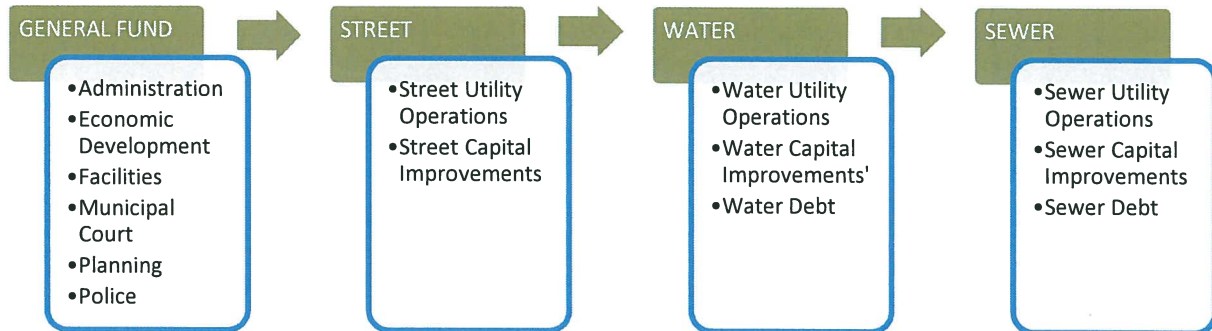 GENERAL FUND
•Administration
•Economic
Development
•Facilities
•Municipal
Court
•Planning
•Police
STREET
•Street Utility
Operations
•Street Capital
Improvements
WATER
•Water Utility
Operations
•Water Capital
Improvements'
•Water Debt
SEWER
•Sewer Utility
Operations
•Sewer Capital
Improvements
•Sewer Debt